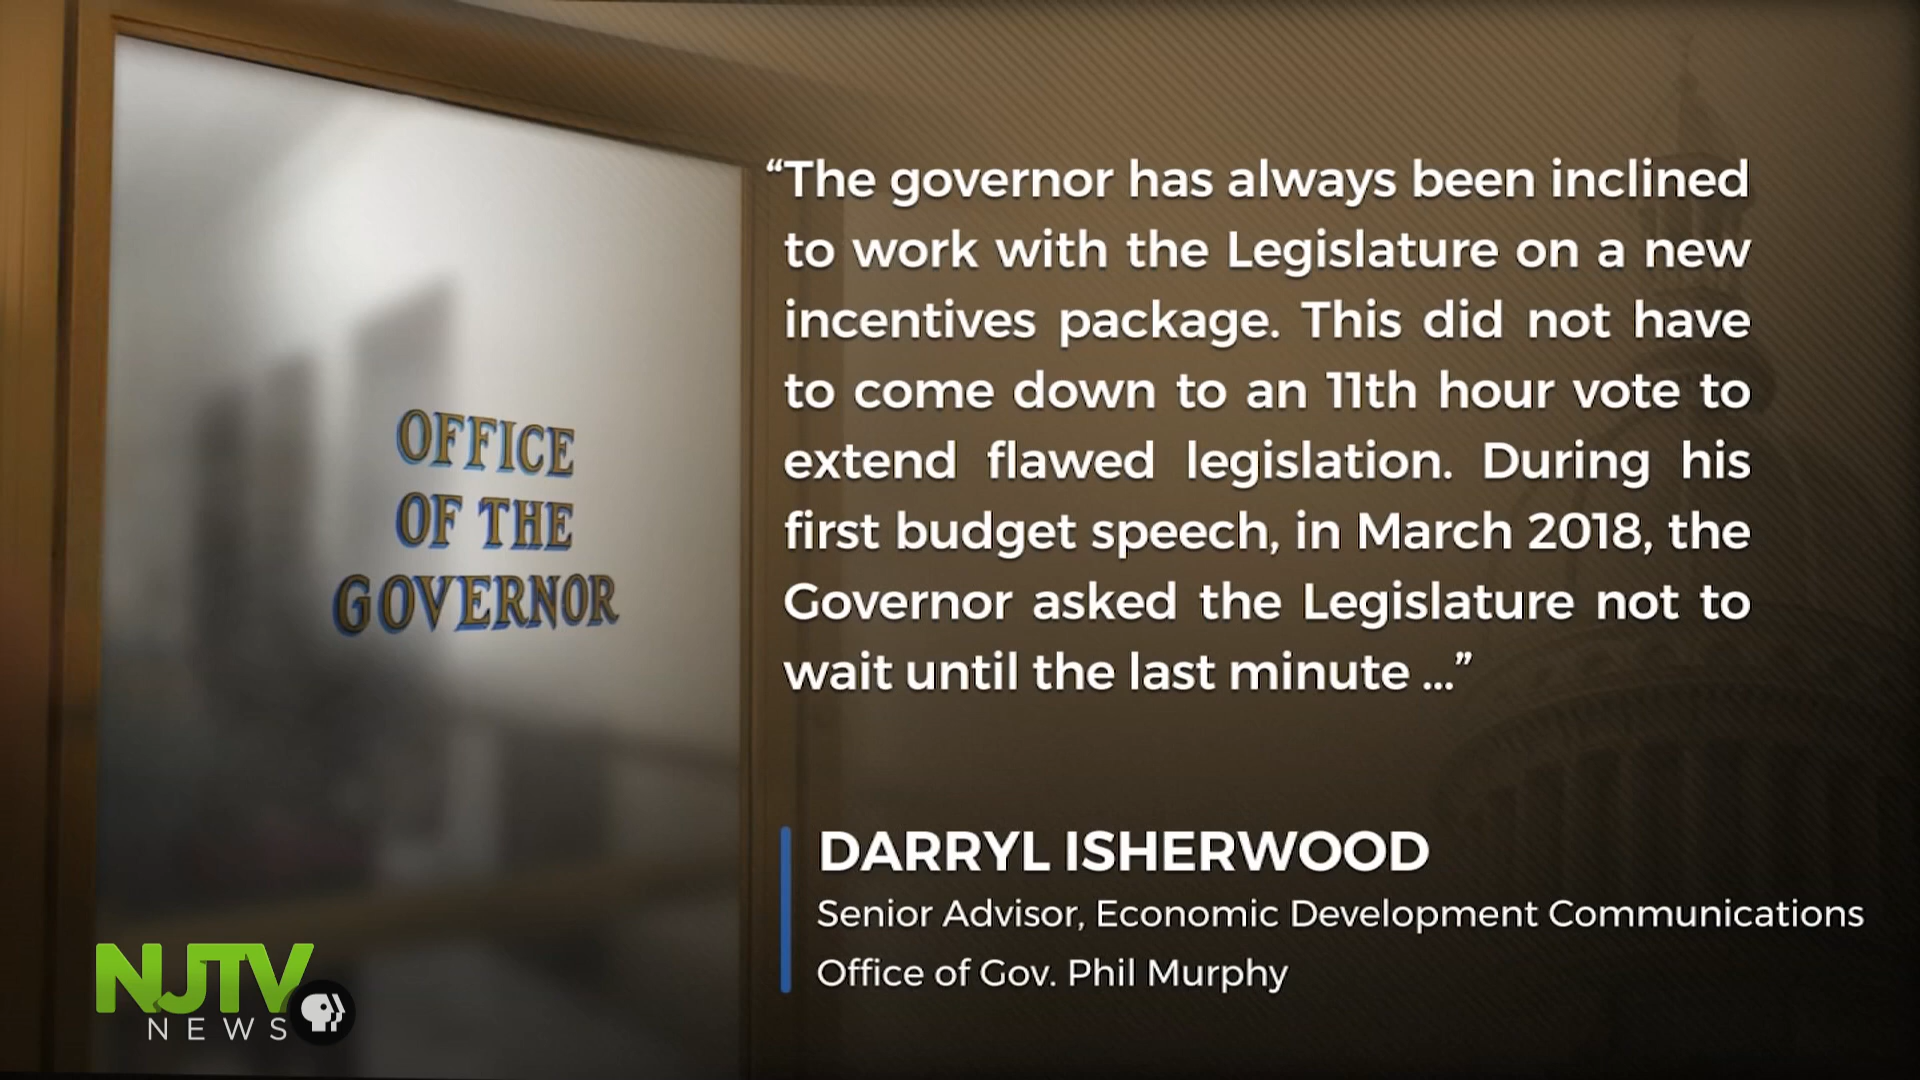 OFFICE
OF THE
GOVERNOR
“The governor has always been inclined
to work with the Legislature on a new
incentives package. This did not have
to come down to an 11th hour vote to
extend flawed legislation. During his
first budget speech, in March 2018, the
Governor asked the Legislature not to
wait until the last minute ...”
DARRYL ISHERWOOD
Senior Advisor, Economic Development Communications
Office of Gov. Phil Murphy
NJTV
NEWS